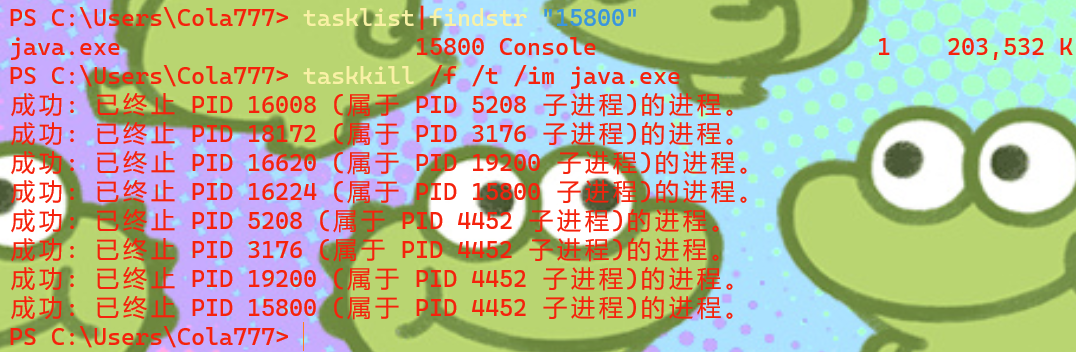 PS C:\Users\Cola777> tasklist|findstr "15800"
java.exe 15800 Console 1 203,532 K
PS C:\Users\Cola777> taskkill /f /t /im java.exe
成功: 已终止 PID 16008 (属于 PID 5208 子进程)的进程。
成功: 已终止 PID 18172 (属于 PID 3176 子进程)的进程。
成功: 已终止 PID 16620 (属于 PID 19200 子进程)的进程。
成功: 已终止 PID 16224 (属于 PID 15800 子进程)的进程。
成功: 已终止 PID 5208 (属于 PID 4452 子进程)的进程。
成功: 已终止 PID 3176 (属于 PID 4452 子进程)的进程。
成功: 已终止 PID 19200 (属于 PID 4452 子进程)的进程。
成功: 已终止 PID 15800 (属于 PID 4452 子进程)的进程。
PS C:\Users\Cola777>